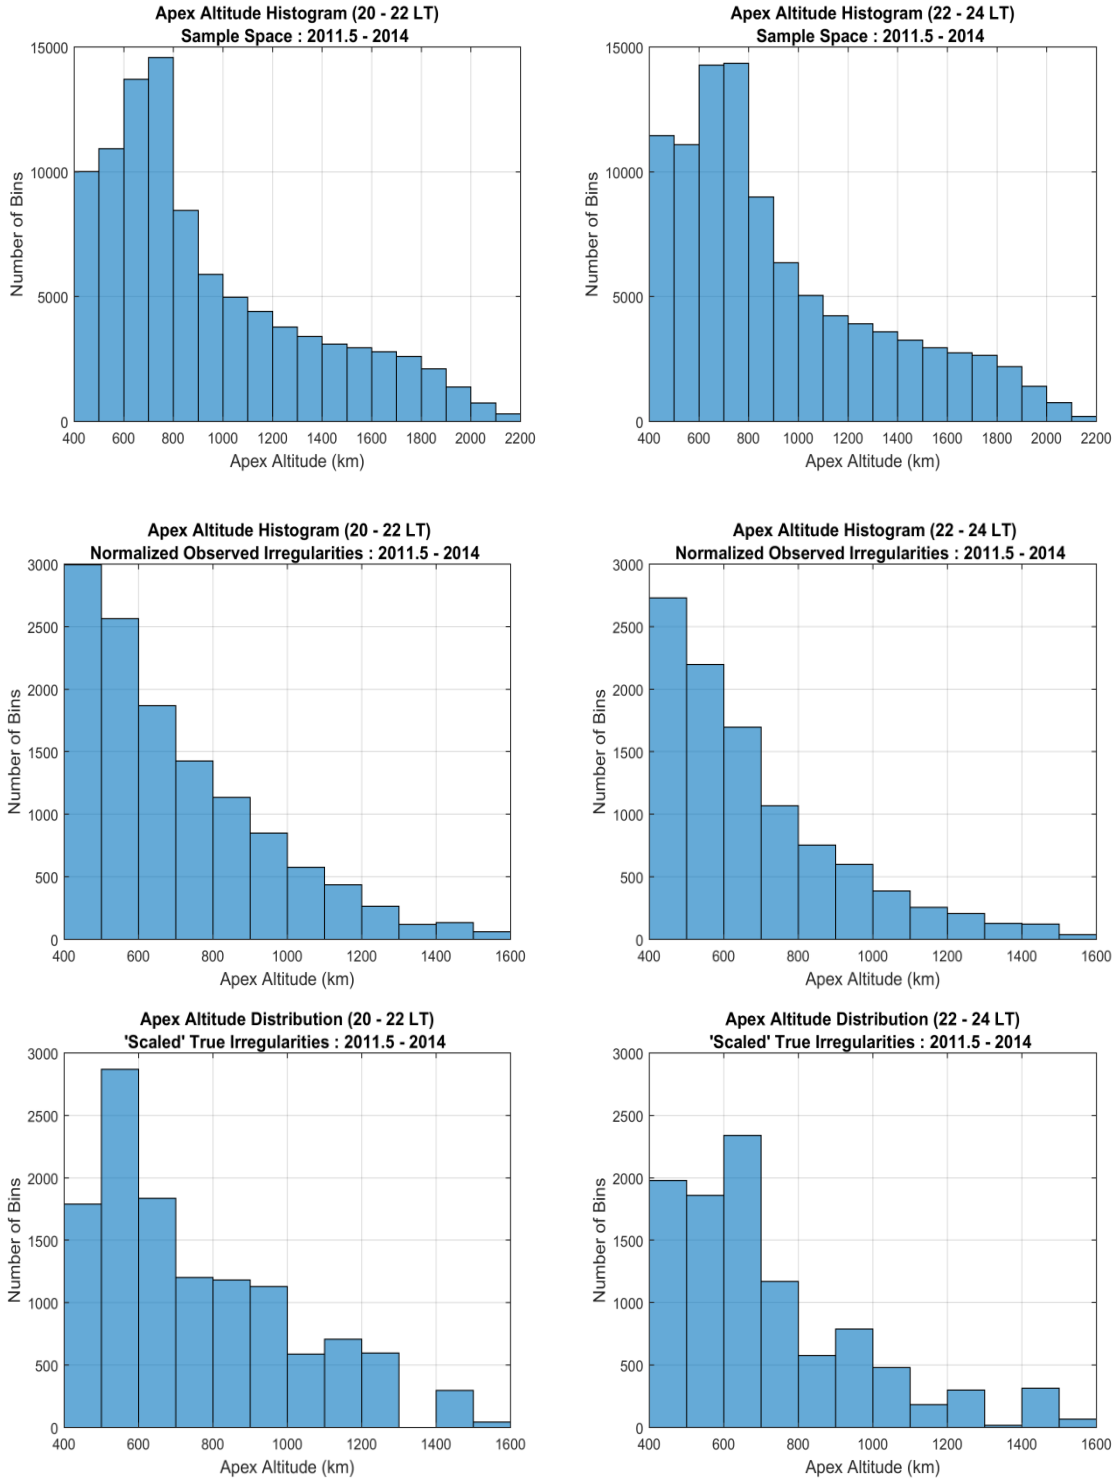 Apex Altitude Histogram (20 - 22 LT)
Sample Space : 2011.5 - 2014
15000
10000
5000
0
Number of Bins
400 600 800 1000 1200 1400 1600 1800 2000 2200
Apex Altitude (km)
Apex Altitude Histogram (22 - 24 LT)
Sample Space : 2011.5 - 2014
15000
10000
5000
0
Number of Bins
400 600 800 1000 1200 1400 1600 1800 2000 2200
Apex Altitude (km)
Apex Altitude Histogram (20 - 22 LT)
Normalized Observed Irregularities : 2011.5 - 2014
3000
2500
2000
1500
1000
500
0
Number of Bins
400 600 800 1000 1200 1400 1600
Apex Altitude (km)
Apex Altitude Histogram (22 - 24 LT)
Normalized Observed Irregularities : 2011.5 - 2014
3000
2500
2000
1500
1000
500
0
Number of Bins
400 600 800 1000 1200 1400 1600
Apex Altitude (km)
Apex Altitude Distribution (20 - 22 LT)
'Scaled' True Irregularities : 2011.5 - 2014
3000
2500
2000
1500
1000
500
0
Number of Bins
400 600 800 1000 1200 1400 1600
Apex Altitude (km)
Apex Altitude Distribution (22 - 24 LT)
'Scaled' True Irregularities : 2011.5 - 2014
3000
2500
2000
1500
1000
500
0
Number of Bins
400 600 800 1000 1200 1400 1600
Apex Altitude (km)